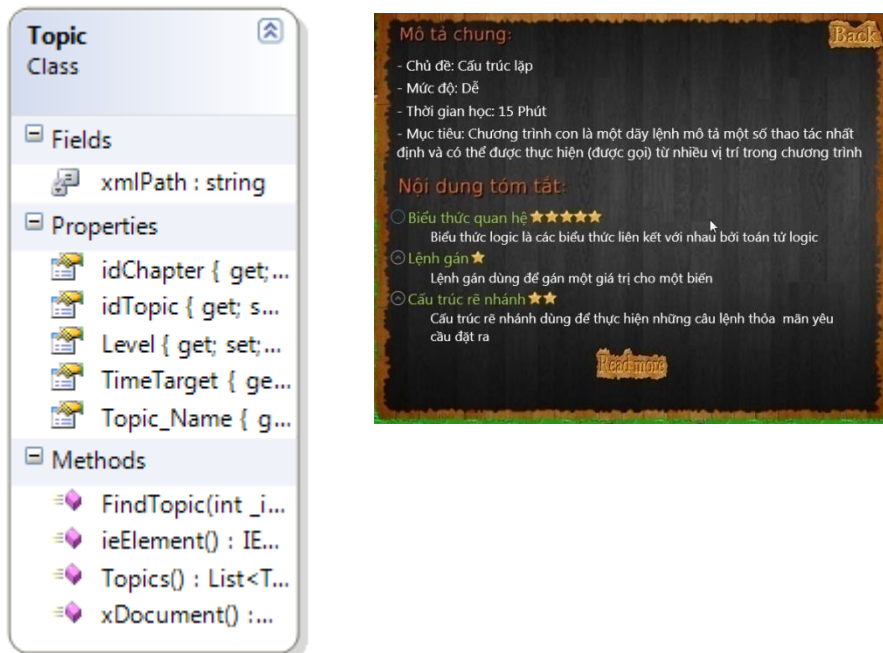 Topic
Class
Fields
xmlPath : string
Properties
idChapter { get;...
idTopic { get; s...
Level { get; set;...
TimeTarget { ge...
Topic_Name { g...
Methods
FindTopic(int _i...
ieElement() : IE...
Topics() : List<T...
xDocument() :...
Back
Mô tả chung:
- Chủ đề: Cấu trúc lặp
- Mức độ: Dễ
- Thời gian học: 15 Phút
- Mục tiêu: Chương trình con là một dãy lệnh mô tả một số thao tác nhất
định và có thể được thực hiện (được gọi) từ nhiều vị trí trong chương trình
Nội dung tóm tắt:
Biểu thức quan hệ
Biểu thức logic là các biểu thức liên kết với nhau bởi toán tử logic
Lệnh gán
Lệnh gán dùng để gán một giá trị cho một biến
Cấu trúc rẽ nhánh
Cấu trúc rẽ nhánh dùng để thực hiện những câu lệnh thỏa mãn yêu
cầu đặt ra
Read more